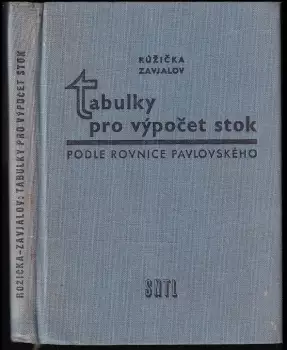 RŮŽIČKA
ZAVJALOV
tabulky
pro výpočet stok
PODLE ROVNICE PAVLOVSKÉHO
SNTL
RŮŽIČKA-ZAVJALOV: TABULKY PRO VÝPOČET STOK